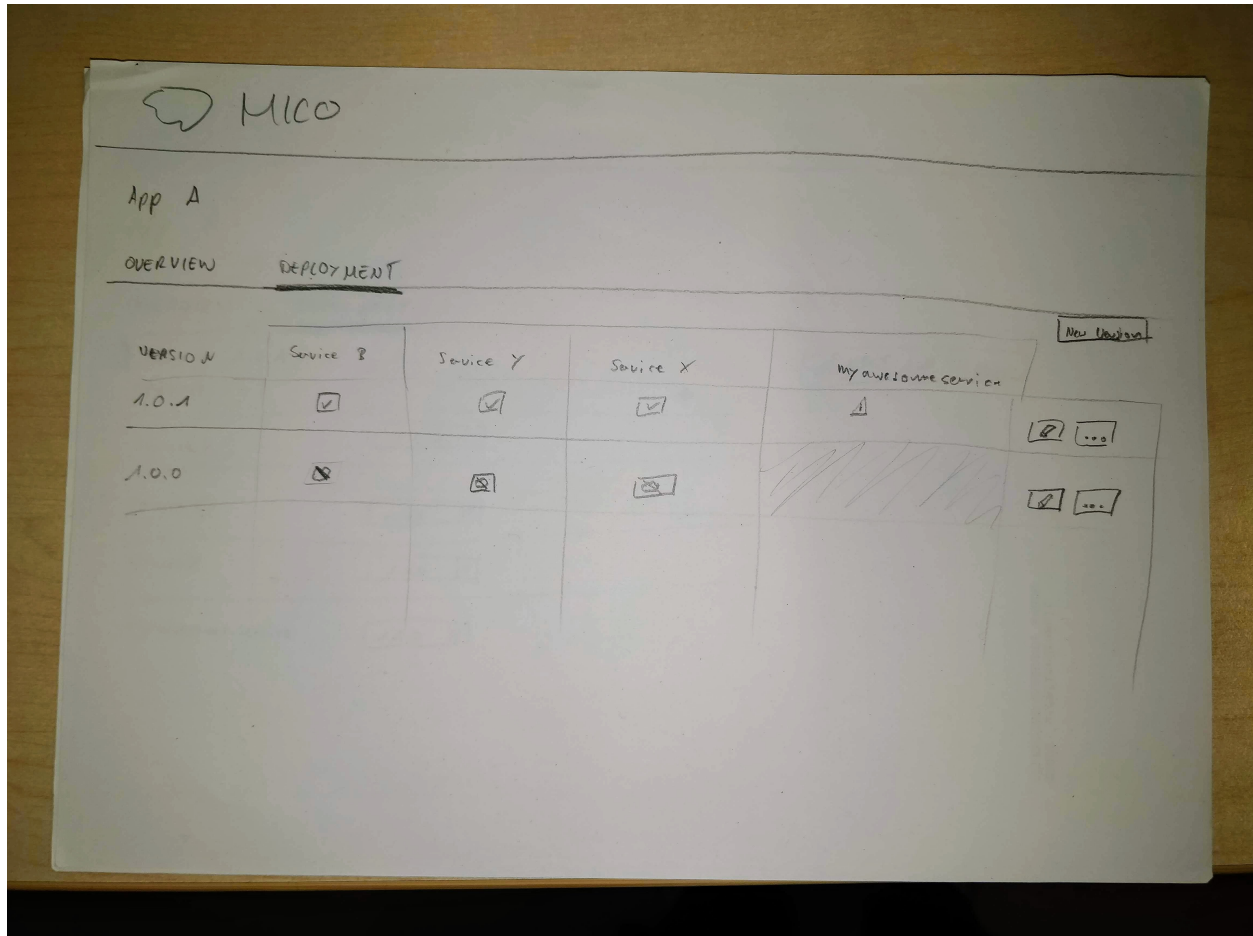 MICO
App A
OVERVIEW DEPLOYMENT
New Version
VERSION Service B Service Y Service X my awesome service
1.0.1 ...
1.0.0 ...